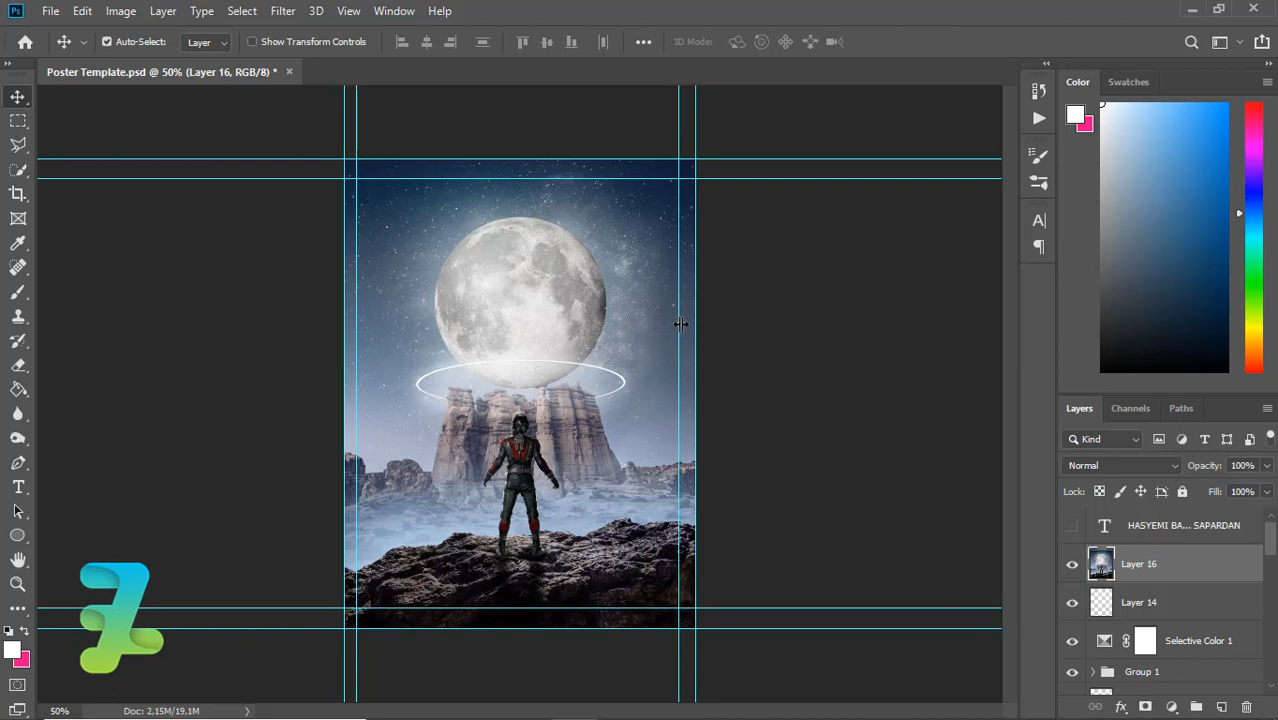 Ps File Edit Image Layer Type Select Filter 3D View Window Help
Auto-Select: Layer Show Transform Controls 3D Mode:
Poster Template.psd @ 50% (Layer 16, RGB/8) *
Color Swatches
Layers Channels Paths
Kind
Normal Opacity: 100%
Lock: Fill: 100%
HASYEMI BA... SAPARDAN
Layer 16
Layer 14
Selective Color 1
Group 1
50% Doc: 2,15M/19,1M